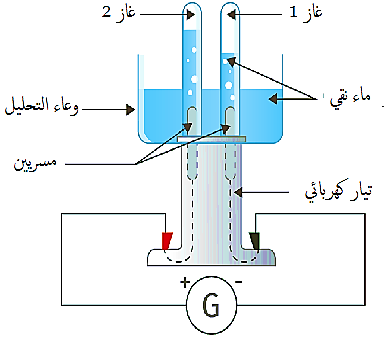 غاز 2
غاز 1
وعاء التحليل
ماء نقي
مسريين
تيار كهربائي
+ -
G